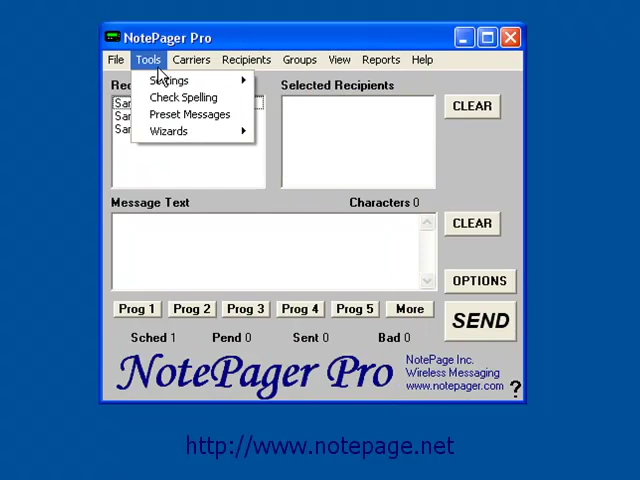 NotePager Pro
File Tools Carriers Recipients Groups View Reports Help
Settings
Check Spelling
Preset Messages
Wizards
Selected Recipients
CLEAR
Message Text Characters 0
CLEAR
OPTIONS
Prog 1 Prog 2 Prog 3 Prog 4 Prog 5 More
SEND
Sched 1 Pend 0 Sent 0 Bad 0
NotePager Pro
NotePage Inc.
Wireless Messaging
www.notepager.com
?
http://www.notepage.net